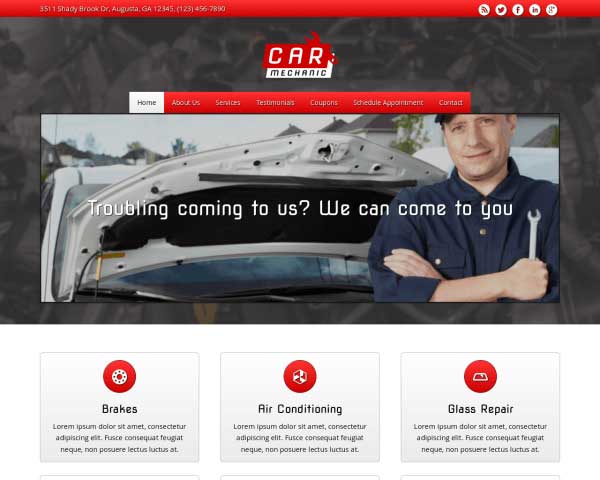 3511 Shady Brook Dr, Augusta, GA 12345, (123) 456-7890
CAR
MECHANIC
Home About Us Services Testimonials Coupons Schedule Appointment Contact
Troubling coming to us? We can come to you
Brakes
Lorem ipsum dolor sit amet, consectetur
adipiscing elit. Fusce consequat feugiat
neque, non posuere lectus luctus at.
Air Conditioning
Lorem ipsum dolor sit amet, consectetur
adipiscing elit. Fusce consequat feugiat
neque, non posuere lectus luctus at.
Glass Repair
Lorem ipsum dolor sit amet, consectetur
adipiscing elit. Fusce consequat feugiat
neque, non posuere lectus luctus at.